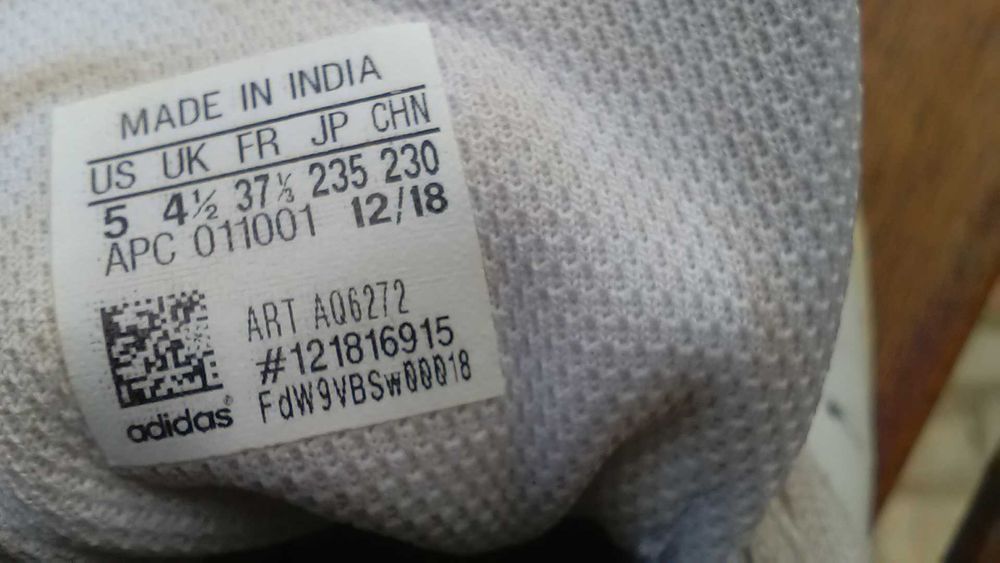 MADE IN INDIA
US UK FR JP CHN
5 4½ 37⅓ 235 230
APC 011001 12/18
ART AQ6272
#121816915
FdW9VBSw00018
adidas®